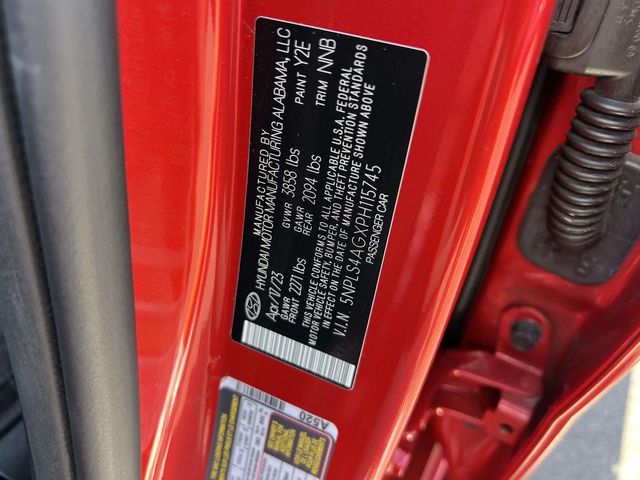 MANUFACTURED BY
HYUNDAI MOTOR MANUFACTURING ALABAMA, LLC
Apr/17/23 GVWR 3858 lbs PAINT Y2E
GAWR FRONT 2271 lbs GAWR REAR 2094 lbs TRIM NNB
THIS VEHICLE CONFORMS TO ALL APPLICABLE U.S.A. FEDERAL
MOTOR VEHICLE SAFETY, BUMPER, AND THEFT PREVENTION STANDARDS
IN EFFECT ON THE DATE OF MANUFACTURE SHOWN ABOVE
V.I.N 5NPLS4AGXPH115745
PASSENGER CAR
A520